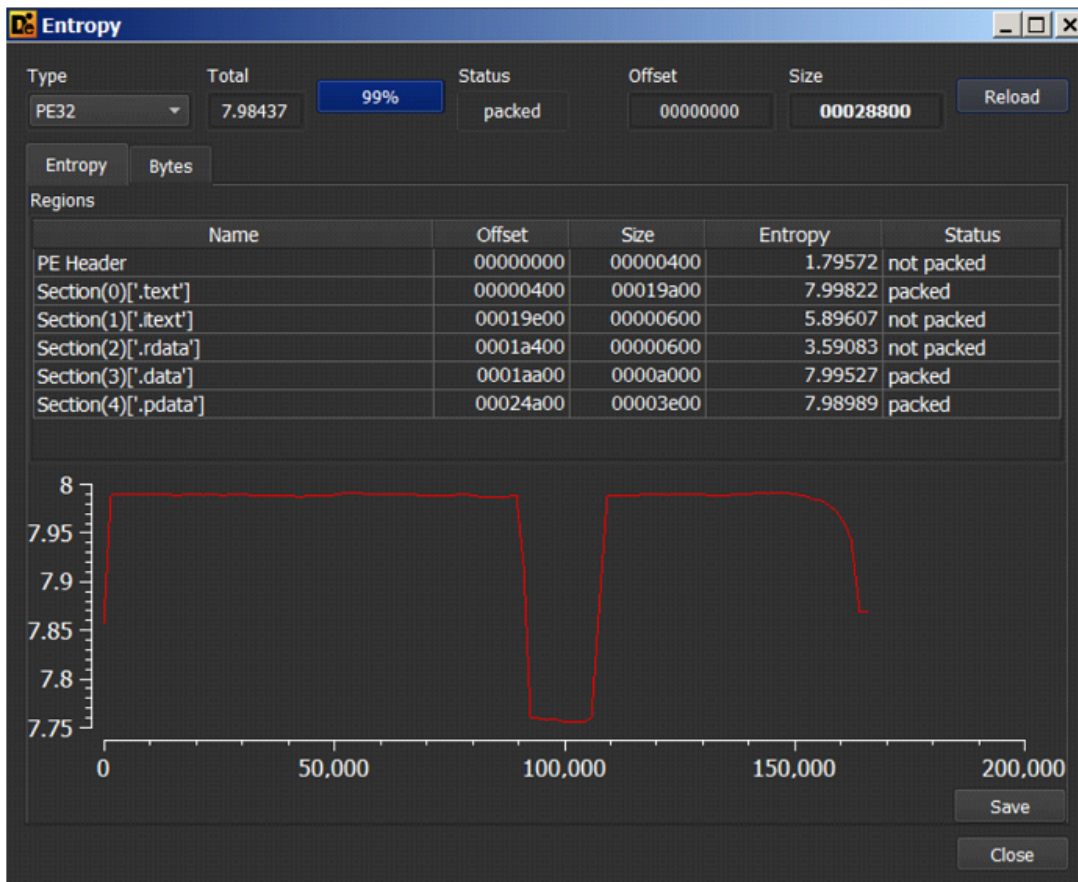 Entropy
Type Total Status Offset Size
PE32 7.98437 99% packed 00000000 00028800 Reload
Entropy Bytes
Regions
Name Offset Size Entropy Status
PE Header 00000000 00000400 1.79572 not packed
Section(0)['.text'] 00000400 00019a00 7.99822 packed
Section(1)['.itext'] 00019e00 00000600 5.89607 not packed
Section(2)['.rdata'] 0001a400 00000600 3.59083 not packed
Section(3)['.data'] 0001aa00 0000a000 7.99527 packed
Section(4)['.pdata'] 00024a00 00003e00 7.98989 packed
8
7.95
7.9
7.85
7.8
7.75
0 50,000 100,000 150,000 200,000
Save
Close